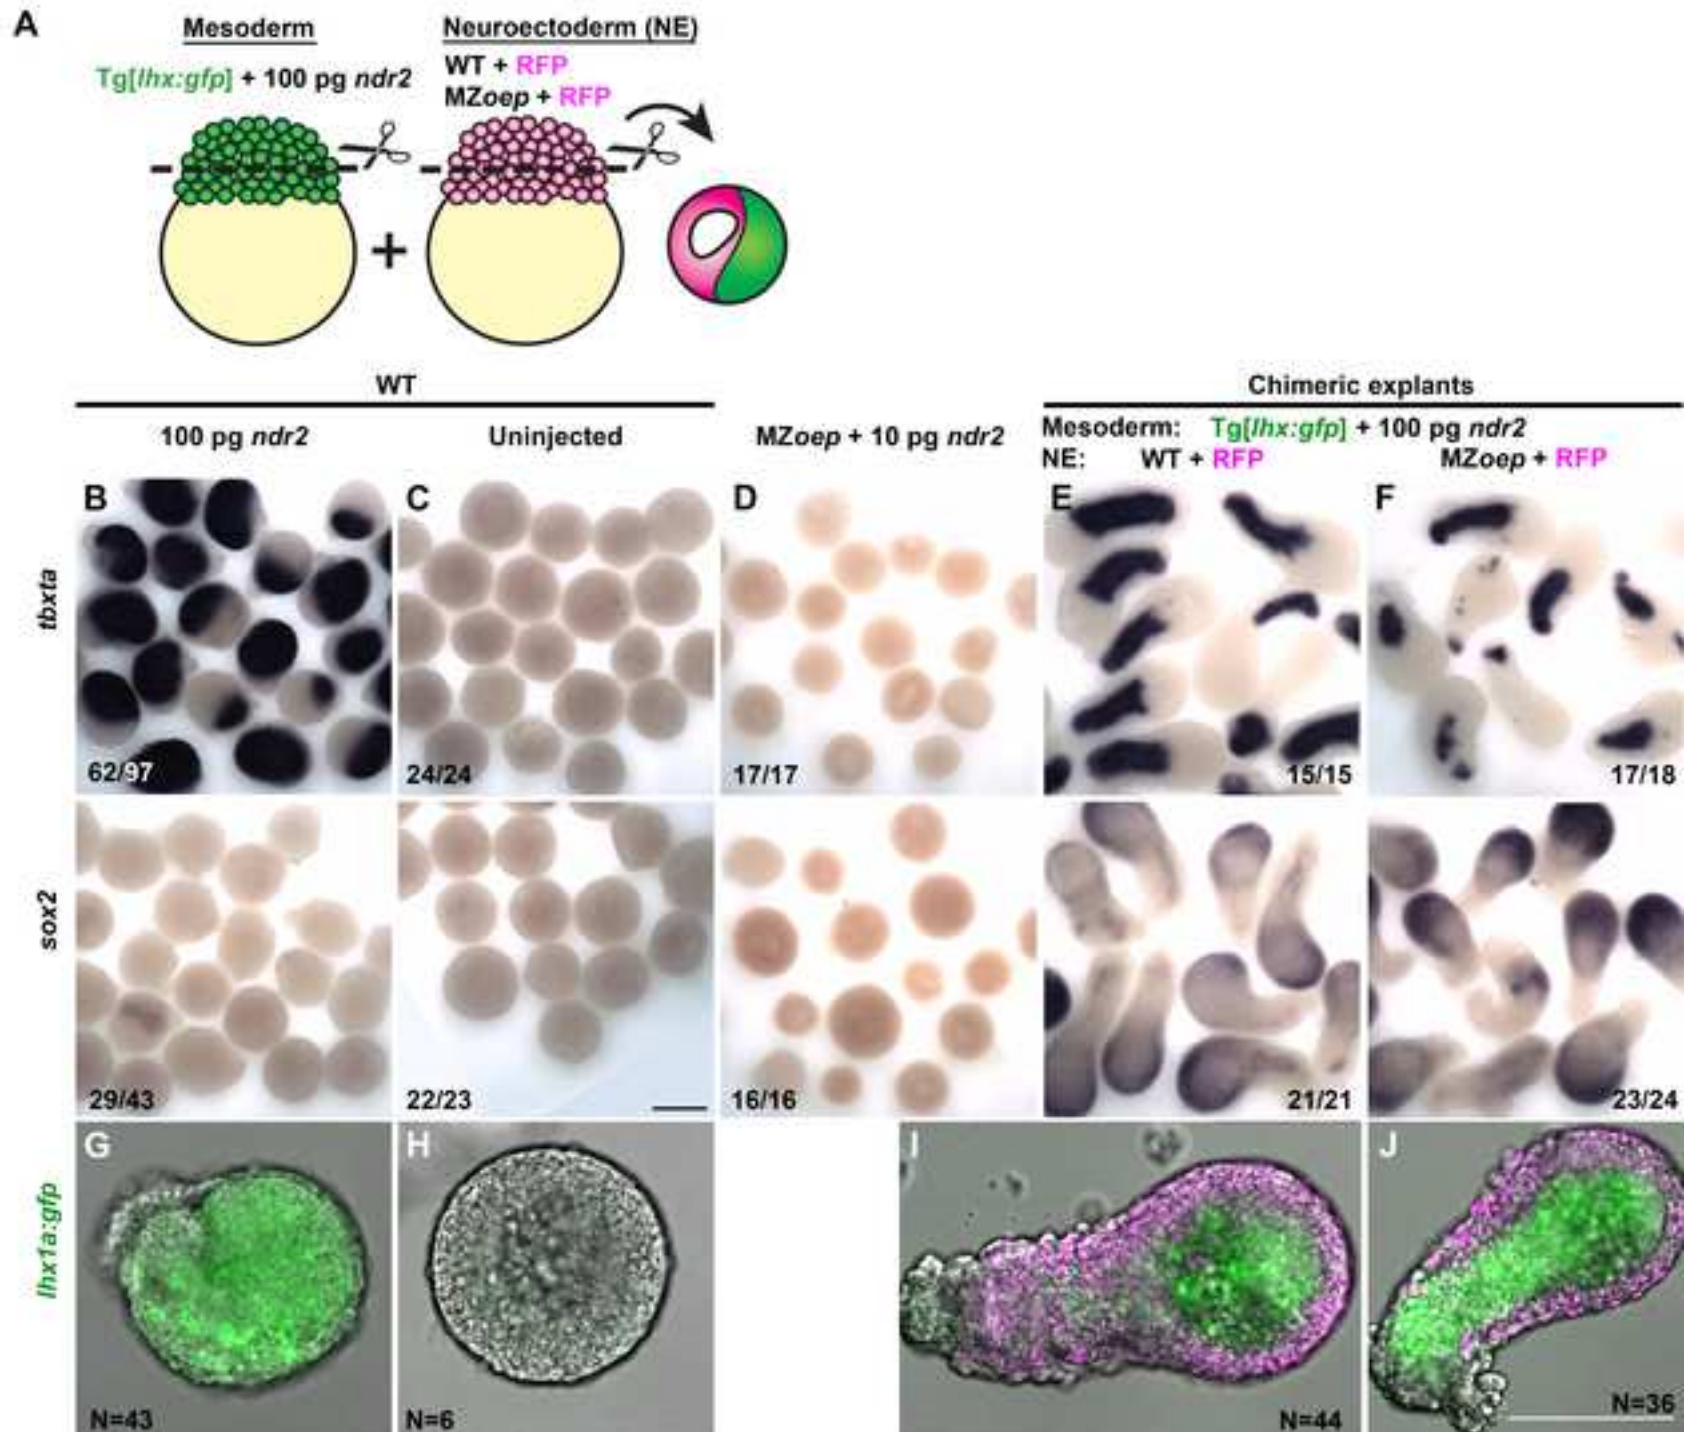 A
Mesoderm
Neuroectoderm (NE)
Tg[lhx:gfp] + 100 pg ndr2
WT + RFP
MZoep + RFP
+
WT
Chimeric explants
100 pg ndr2
Uninjected
MZoep + 10 pg ndr2
Mesoderm: Tg[lhx:gfp] + 100 pg ndr2
NE: WT + RFP MZoep + RFP
B
C
D
E
F
tbxta
62/97
24/24
17/17
15/15
17/18
sox2
29/43
22/23
16/16
21/21
23/24
G
H
I
J
lhx1a:gfp
N=43
N=6
N=44
N=36